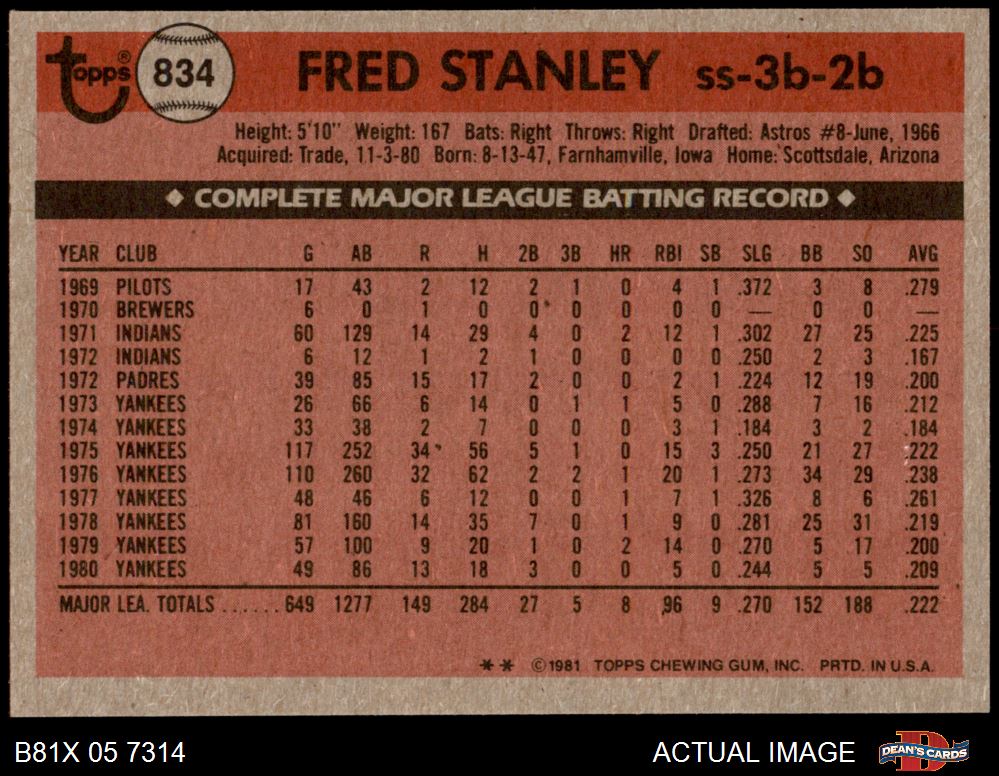 topps® 834 FRED STANLEY ss-3b-2b
Height: 5'10" Weight: 167 Bats: Right Throws: Right Drafted: Astros #8-June, 1966
Acquired: Trade, 11-3-80 Born: 8-13-47, Farnhamville, Iowa Home: Scottsdale, Arizona
◆ COMPLETE MAJOR LEAGUE BATTING RECORD ◆
YEAR CLUB G AB R H 2B 3B HR RBI SB SLG BB SO AVG
1969 PILOTS 17 43 2 12 2 1 0 4 1 .372 3 8 .279
1970 BREWERS 6 0 1 0 0 0 0 0 0 — 0 0 —
1971 INDIANS 60 129 14 29 4 0 2 12 1 .302 27 25 .225
1972 INDIANS 6 12 1 2 1 0 0 0 0 .250 2 3 .167
1972 PADRES 39 85 15 17 2 0 0 2 1 .224 12 19 .200
1973 YANKEES 26 66 6 14 0 1 1 5 0 .288 7 16 .212
1974 YANKEES 33 38 2 7 0 0 0 3 1 .184 3 2 .184
1975 YANKEES 117 252 34 56 5 1 0 15 3 .250 21 27 .222
1976 YANKEES 110 260 32 62 2 2 1 20 1 .273 34 29 .238
1977 YANKEES 48 46 6 12 0 0 1 7 1 .326 8 6 .261
1978 YANKEES 81 160 14 35 7 0 1 9 0 .281 25 31 .219
1979 YANKEES 57 100 9 20 1 0 2 14 0 .270 5 17 .200
1980 YANKEES 49 86 13 18 3 0 0 5 0 .244 5 5 .209
MAJOR LEA. TOTALS ...... 649 1277 149 284 27 5 8 96 9 .270 152 188 .222
** ©1981 TOPPS CHEWING GUM, INC. PRTD. IN U.S.A.
B81X 05 7314 ACTUAL IMAGE DEAN'S CARDS